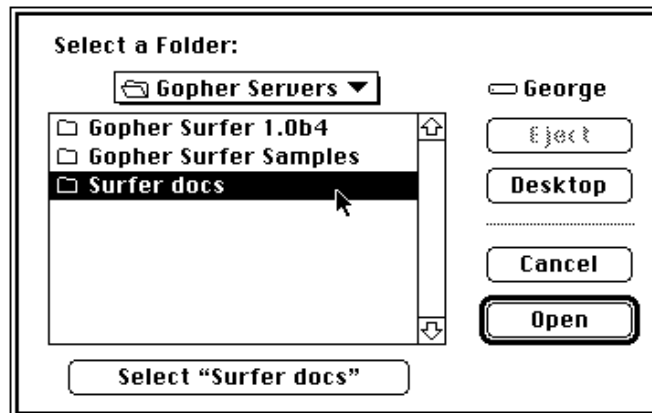 Select a Folder:
Gopher Servers
George
Gopher Surfer 1.0b4
Gopher Surfer Samples
Surfer docs
Eject
Desktop
Cancel
Open
Select “Surfer docs”